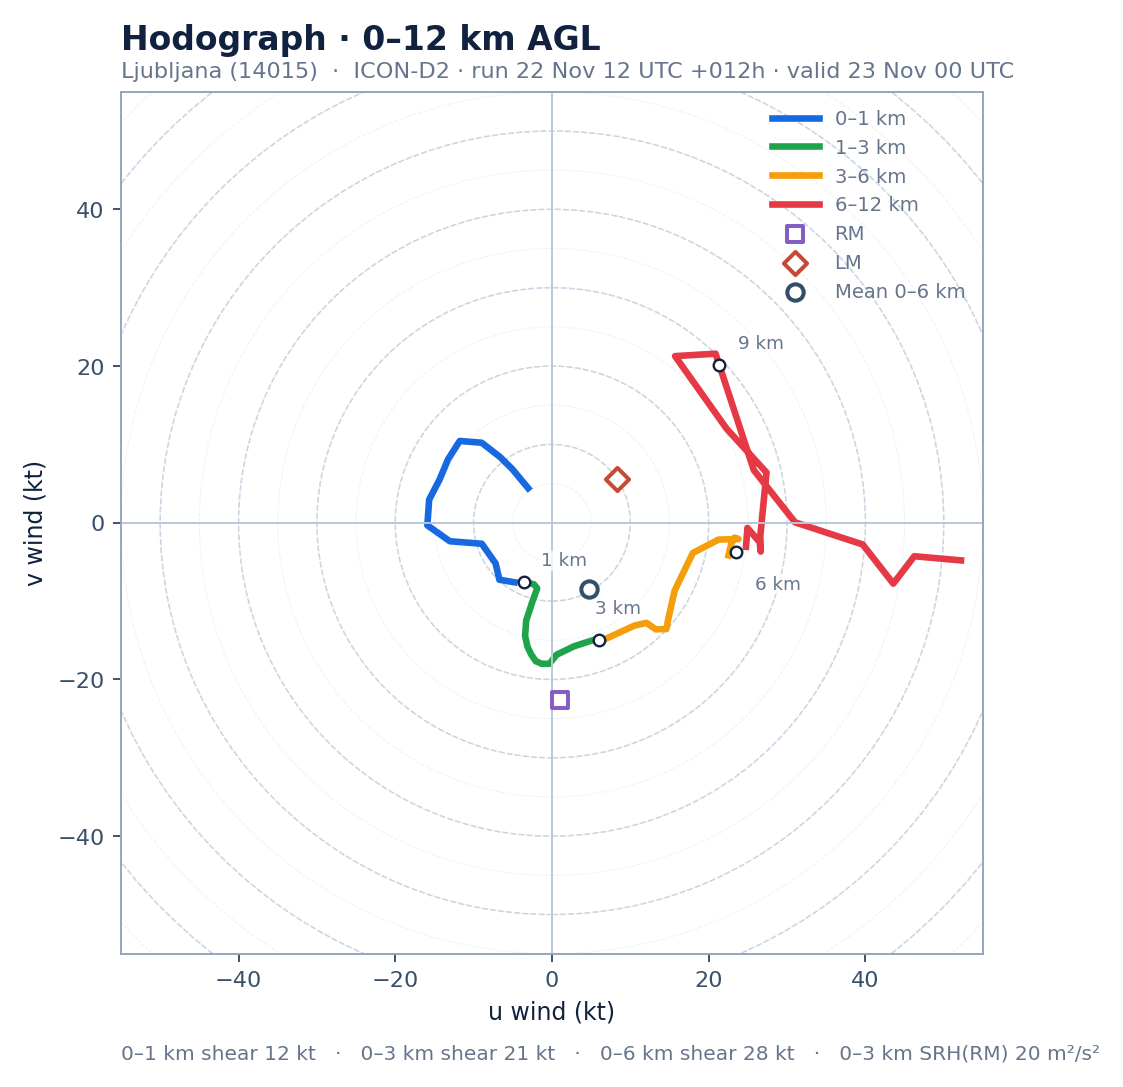 Hodograph · 0–12 km AGL
Ljubljana (14015) · ICON-D2 · run 22 Nov 12 UTC +012h · valid 23 Nov 00 UTC
0–1 km
1–3 km
3–6 km
6–12 km
RM
LM
Mean 0–6 km
9 km
1 km
3 km
6 km
40
20
0
−20
−40
v wind (kt)
−40 −20 0 20 40
u wind (kt)
0–1 km shear 12 kt · 0–3 km shear 21 kt · 0–6 km shear 28 kt · 0–3 km SRH(RM) 20 m²/s²